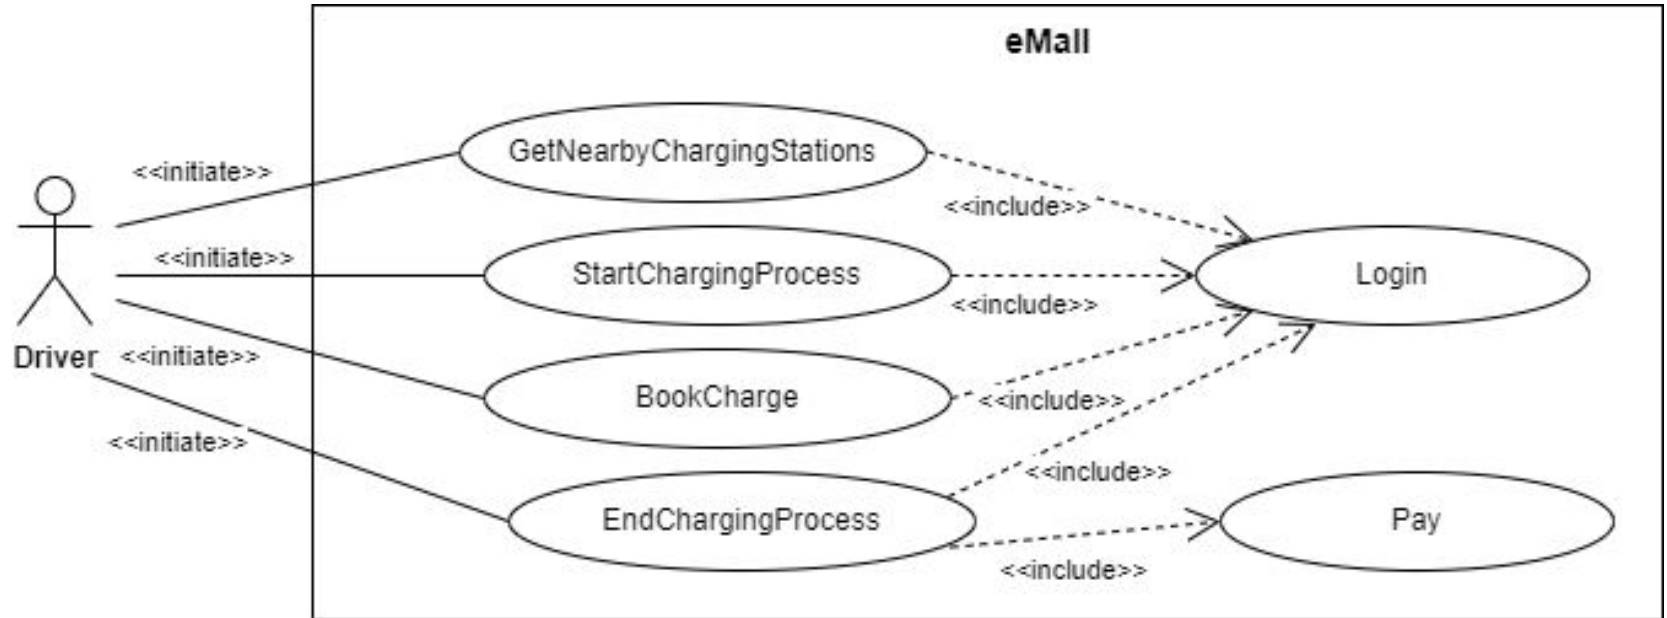 eMall
GetNearbyChargingStations
<<initiate>>
<<include>>
<<initiate>>
StartChargingProcess
Login
<<include>>
Driver
<<initiate>>
BookCharge
<<include>>
<<initiate>>
<<include>>
EndChargingProcess
Pay
<<include>>